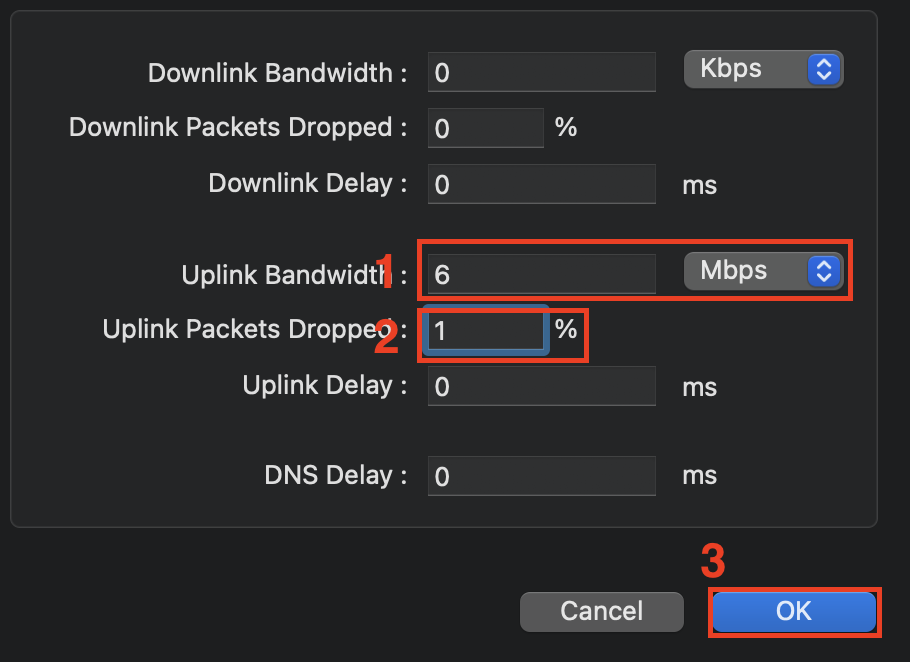 Downlink Bandwidth : 0 Kbps
Downlink Packets Dropped : 0 %
Downlink Delay : 0 ms
Uplink Bandwidth : 1 6 Mbps
Uplink Packets Dropped : 2 1 %
Uplink Delay : 0 ms
DNS Delay : 0 ms
3
Cancel OK